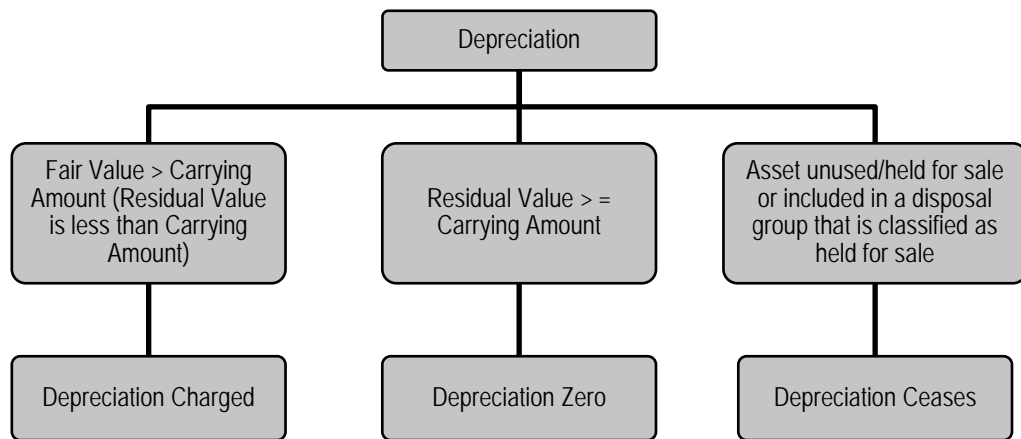 Depreciation
Fair Value > Carrying
Amount (Residual Value
is less than Carrying
Amount)
Residual Value > =
Carrying Amount
Asset unused/held for sale
or included in a disposal
group that is classified as
held for sale
Depreciation Charged
Depreciation Zero
Depreciation Ceases